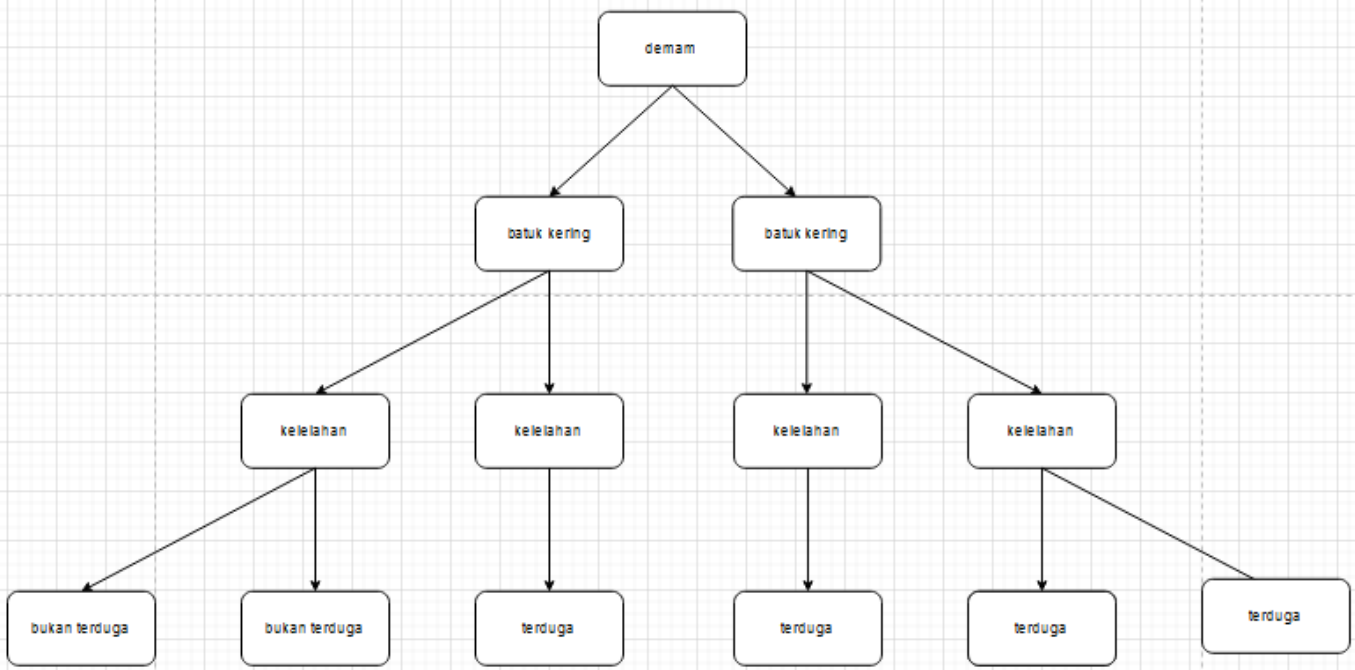 demam
batuk kering
batuk kering
kelelahan
kelelahan
kelelahan
kelelahan
bukan terduga
bukan terduga
terduga
terduga
terduga
terduga